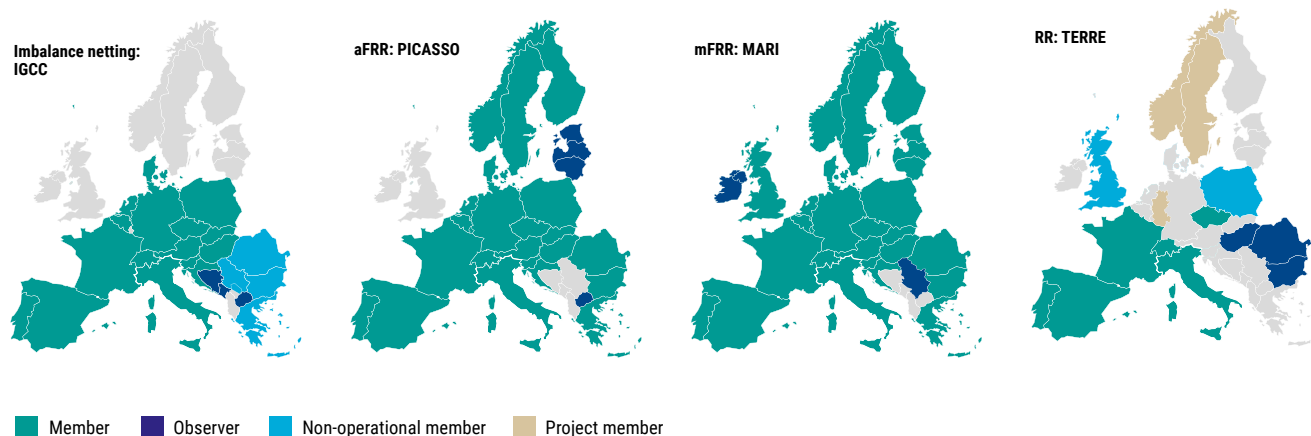 Imbalance netting:
IGCC
aFRR: PICASSO
mFRR: MARI
RR: TERRE
Member
Observer
Non-operational member
Project member